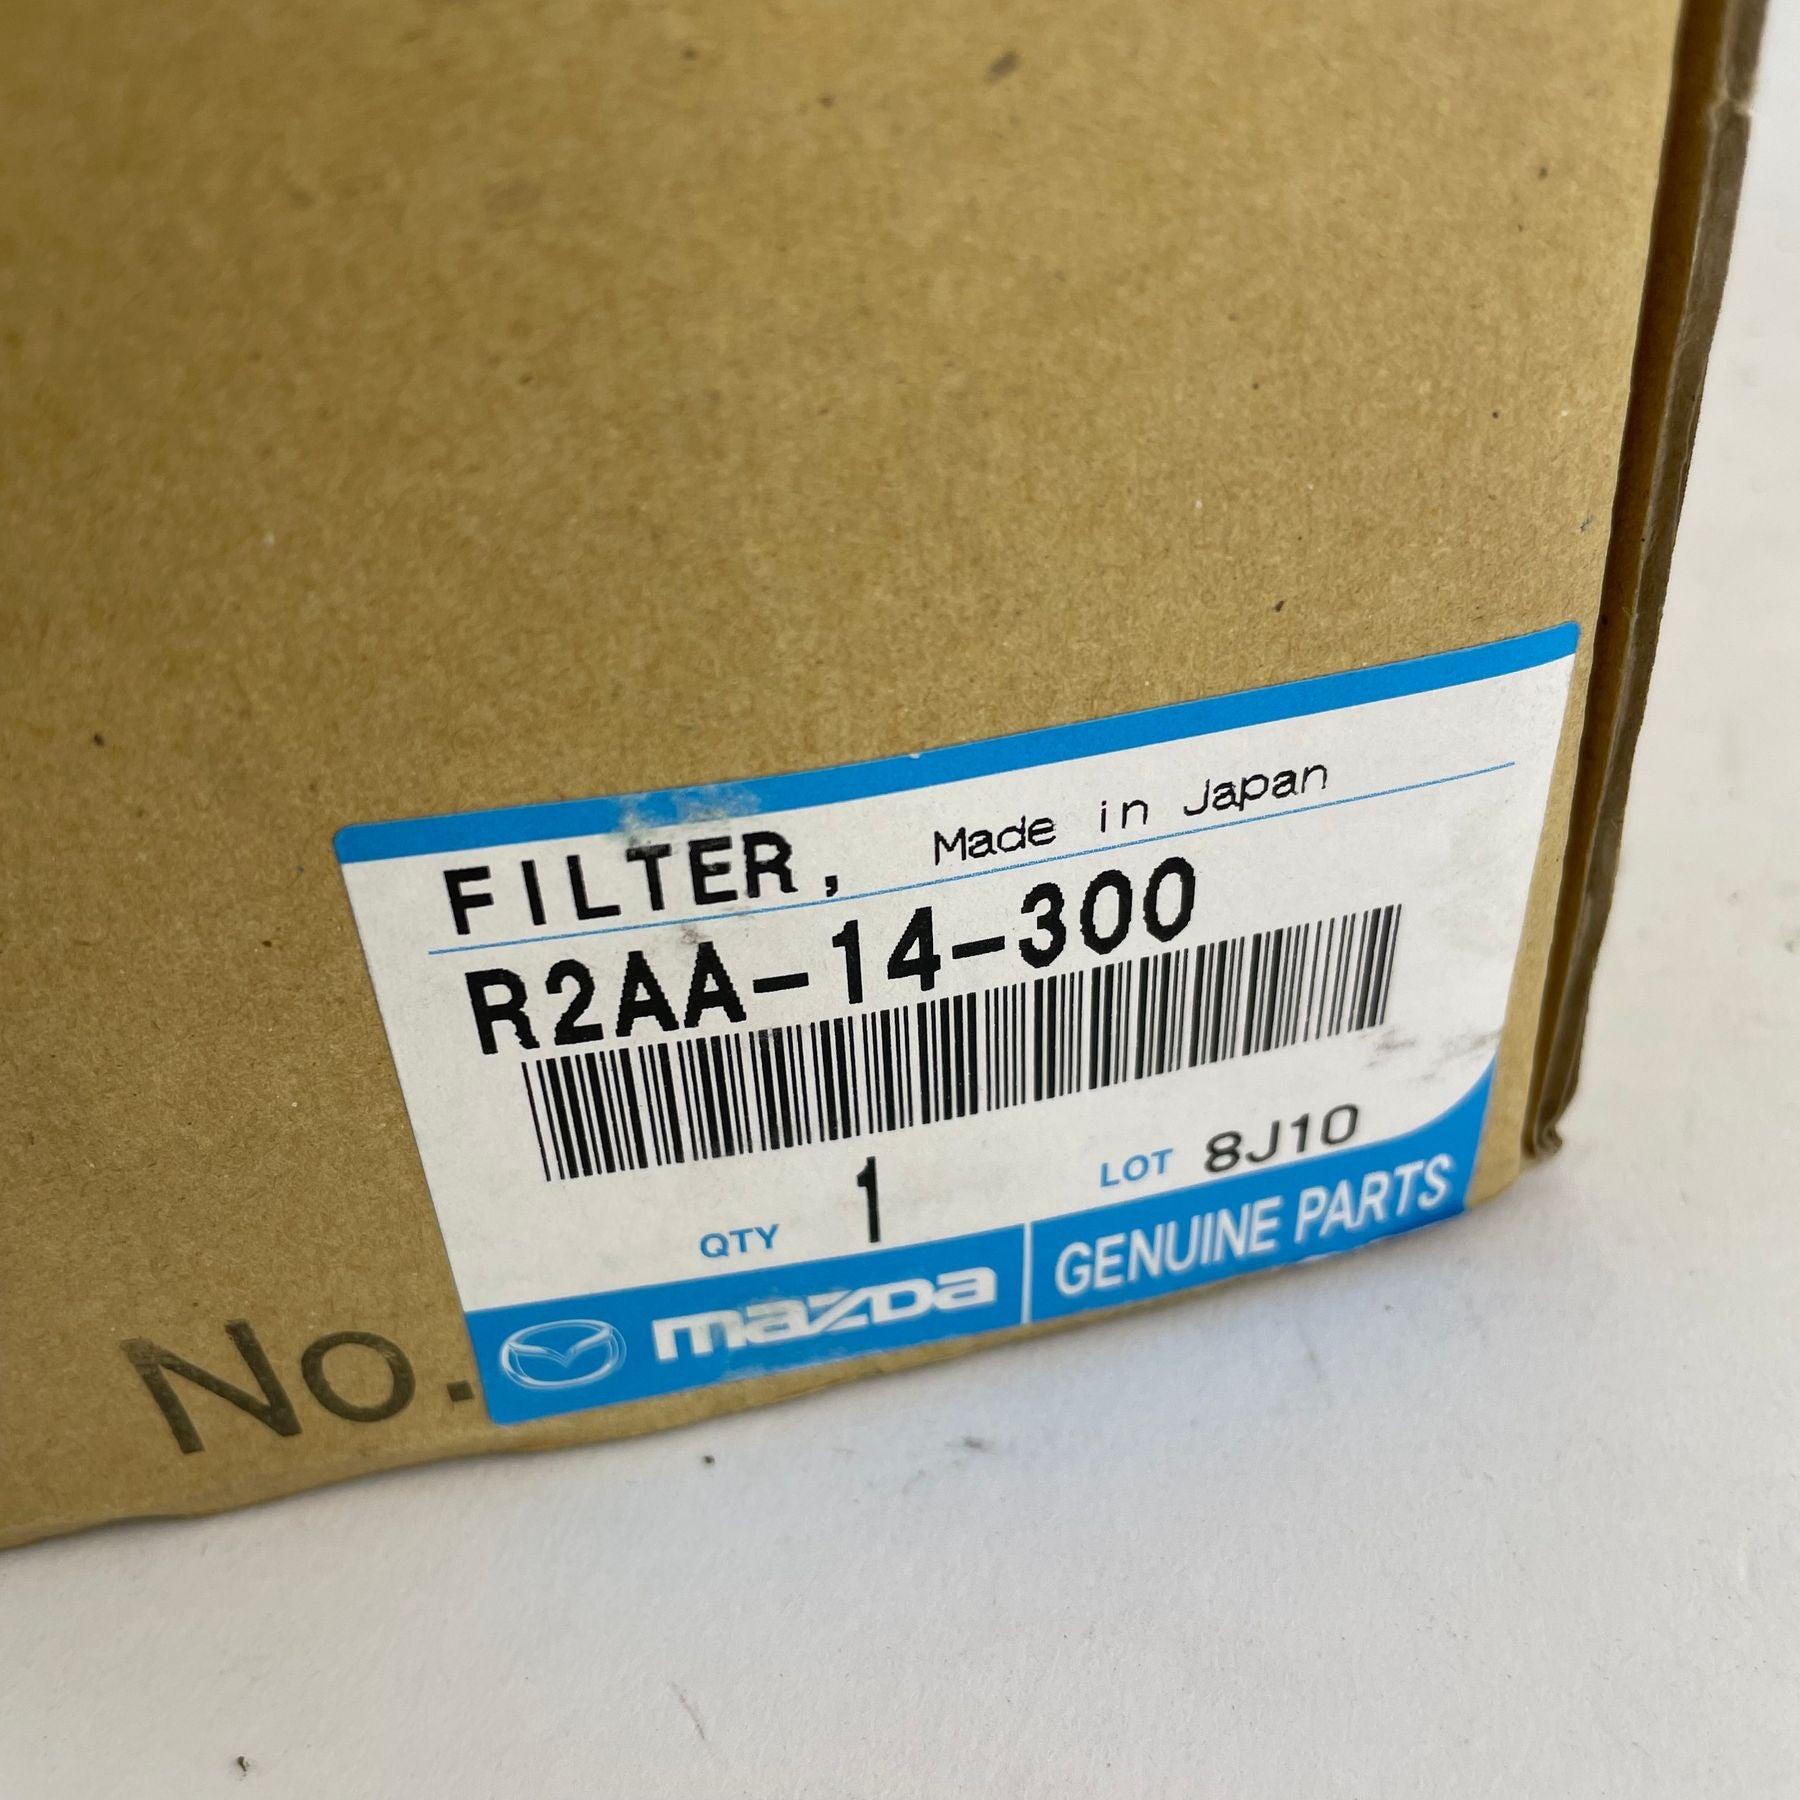 FILTER, Made in Japan
R2AA-14-300
QTY 1 LOT 8J10
mazda GENUINE PARTS
No.